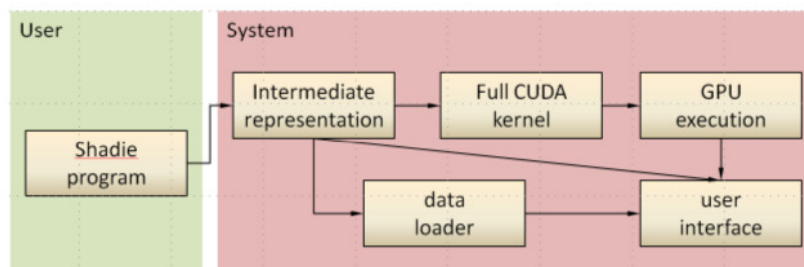 User
System
Intermediate
representation
Full CUDA
kernel
GPU
execution
Shadie
program
data
loader
user
interface